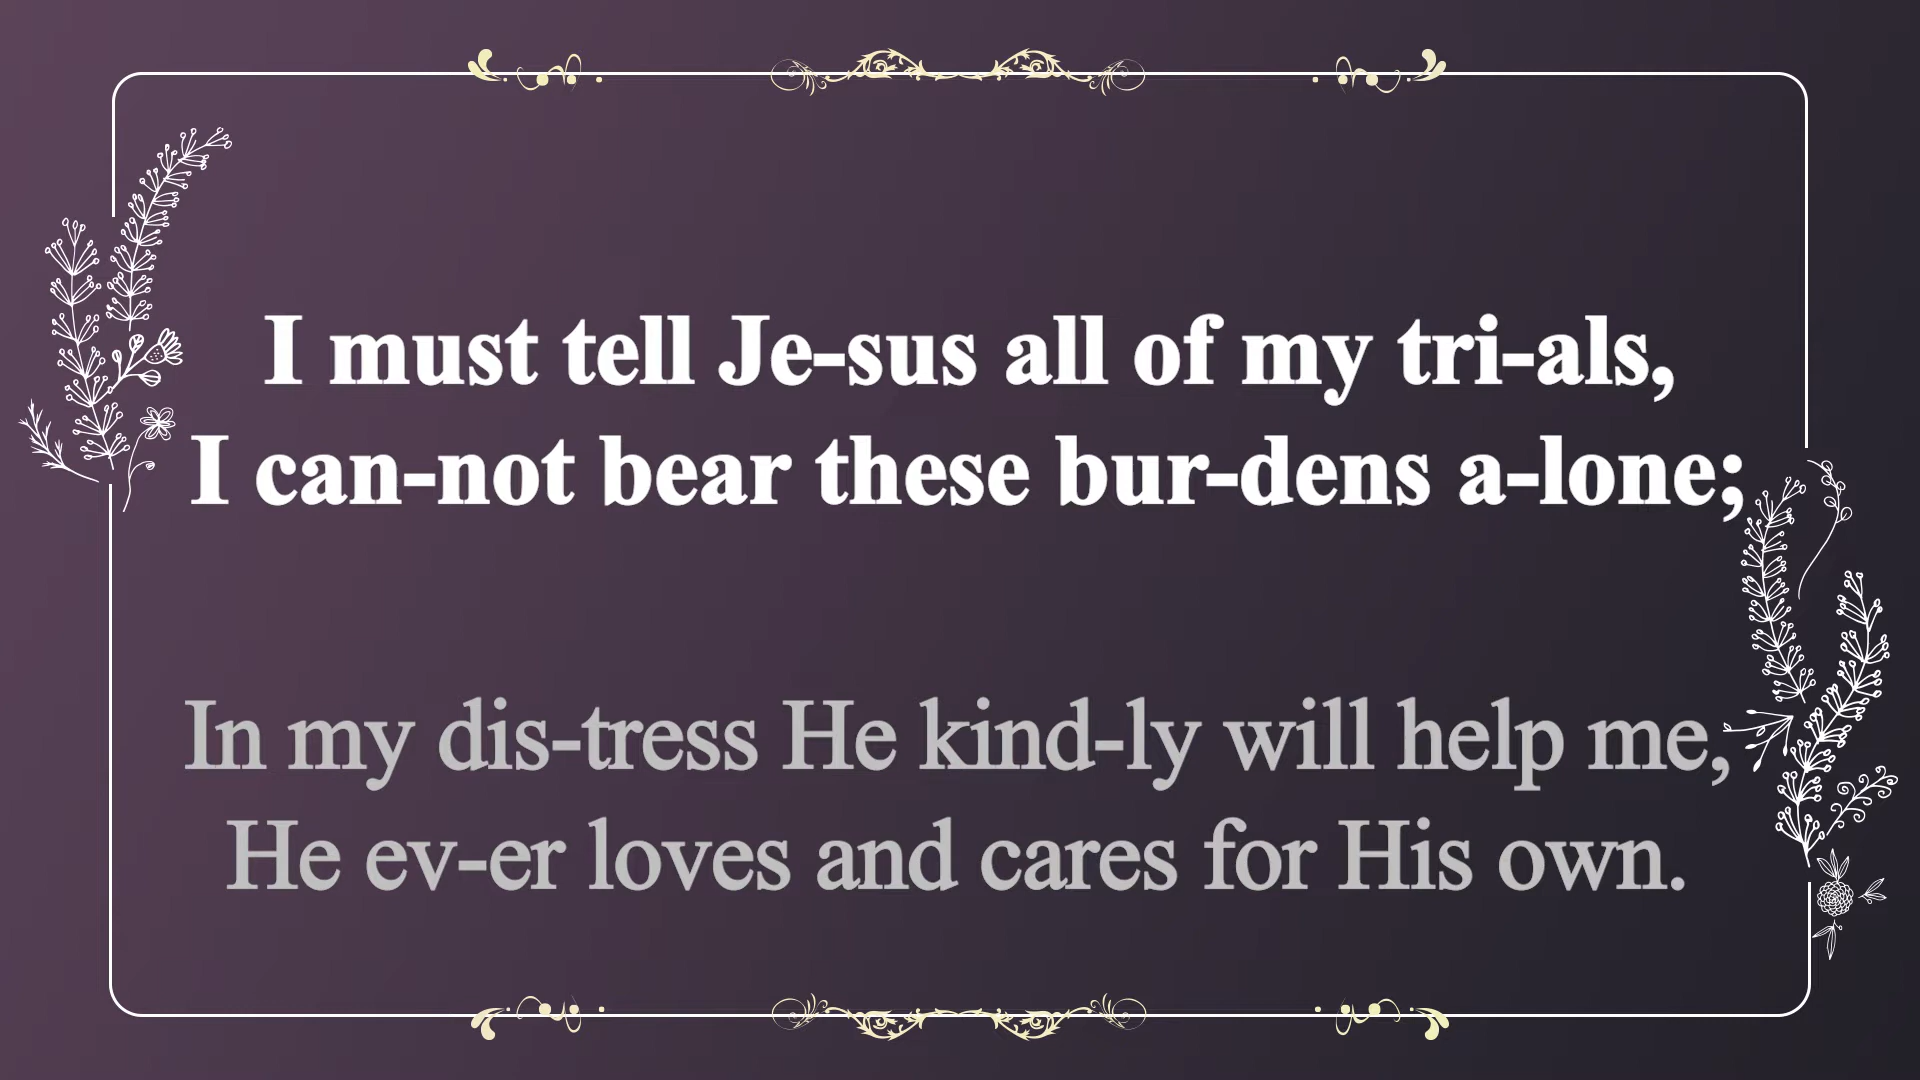 I must tell Je-sus all of my tri-als,
I can-not bear these bur-dens a-lone;
In my dis-tress He kind-ly will help me,
He ev-er loves and cares for His own.